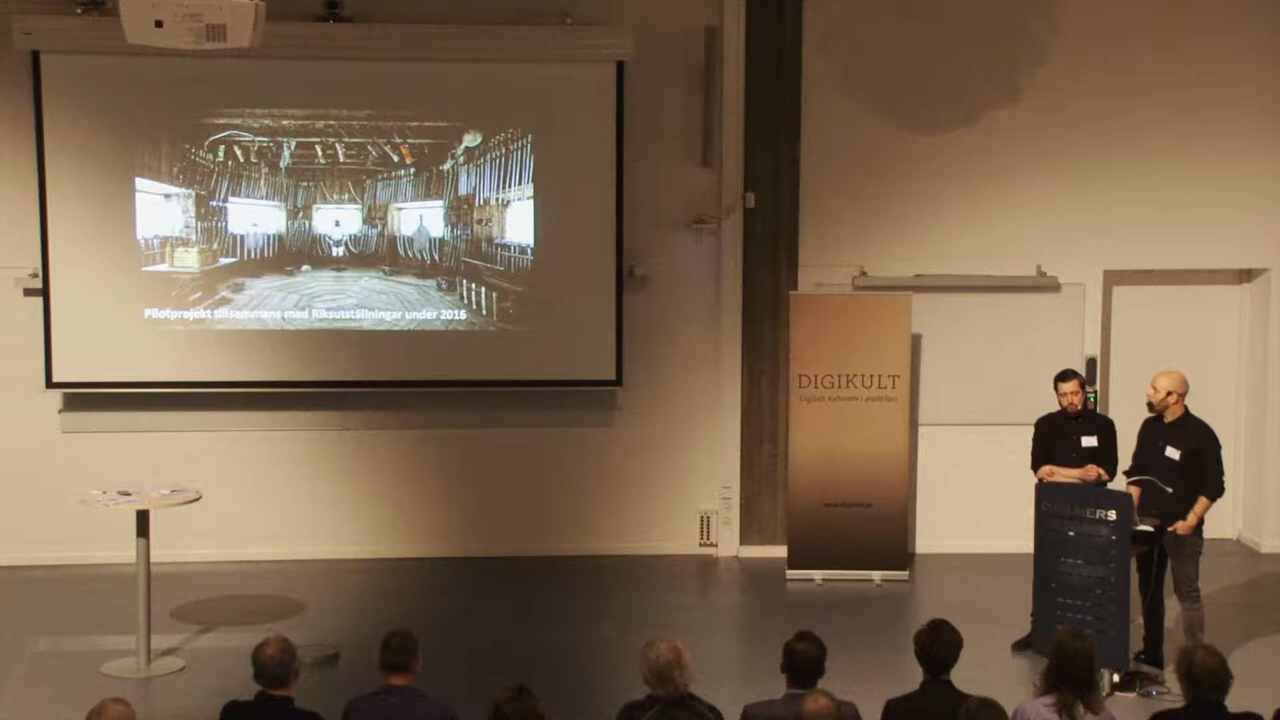 Pilotprojekt tillsammans med Riksutställningar under 2016
DIGIKULT
Digitalt kulturarv i praktiken
CHALMERS